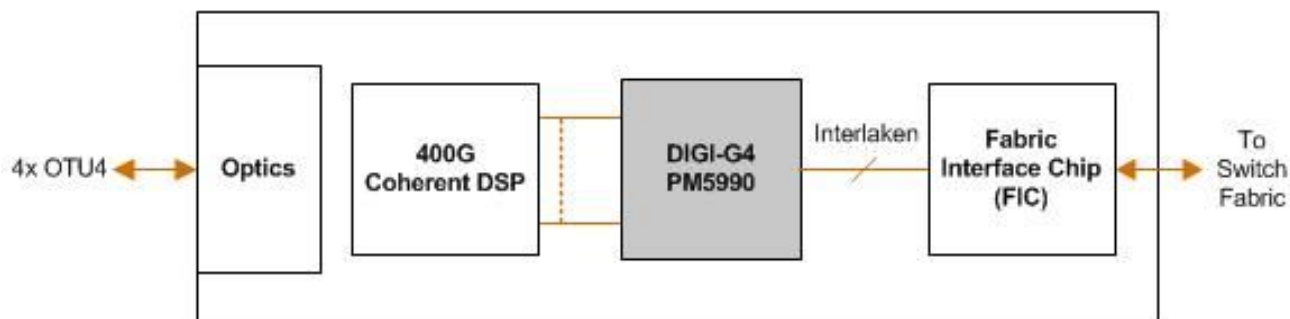 4x OTU4
Optics
400G
Coherent DSP
DIGI-G4
PM5990
Interlaken
Fabric
Interface Chip
(FIC)
To
Switch
Fabric